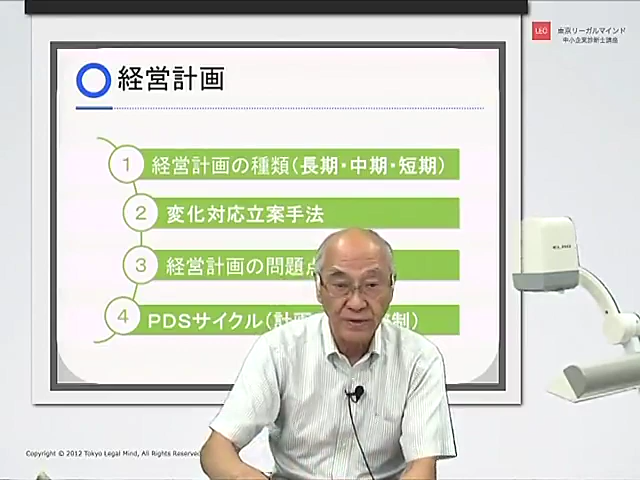 LEC 東京リーガルマインド
中小企業診断士講座
経営計画
1 経営計画の種類(長期・中期・短期)
2 変化対応立案手法
3 経営計画の問題
4 PDSサイクル(計 制)
Copyright © 2012 Tokyo Legal Mind, All Rights Reserved